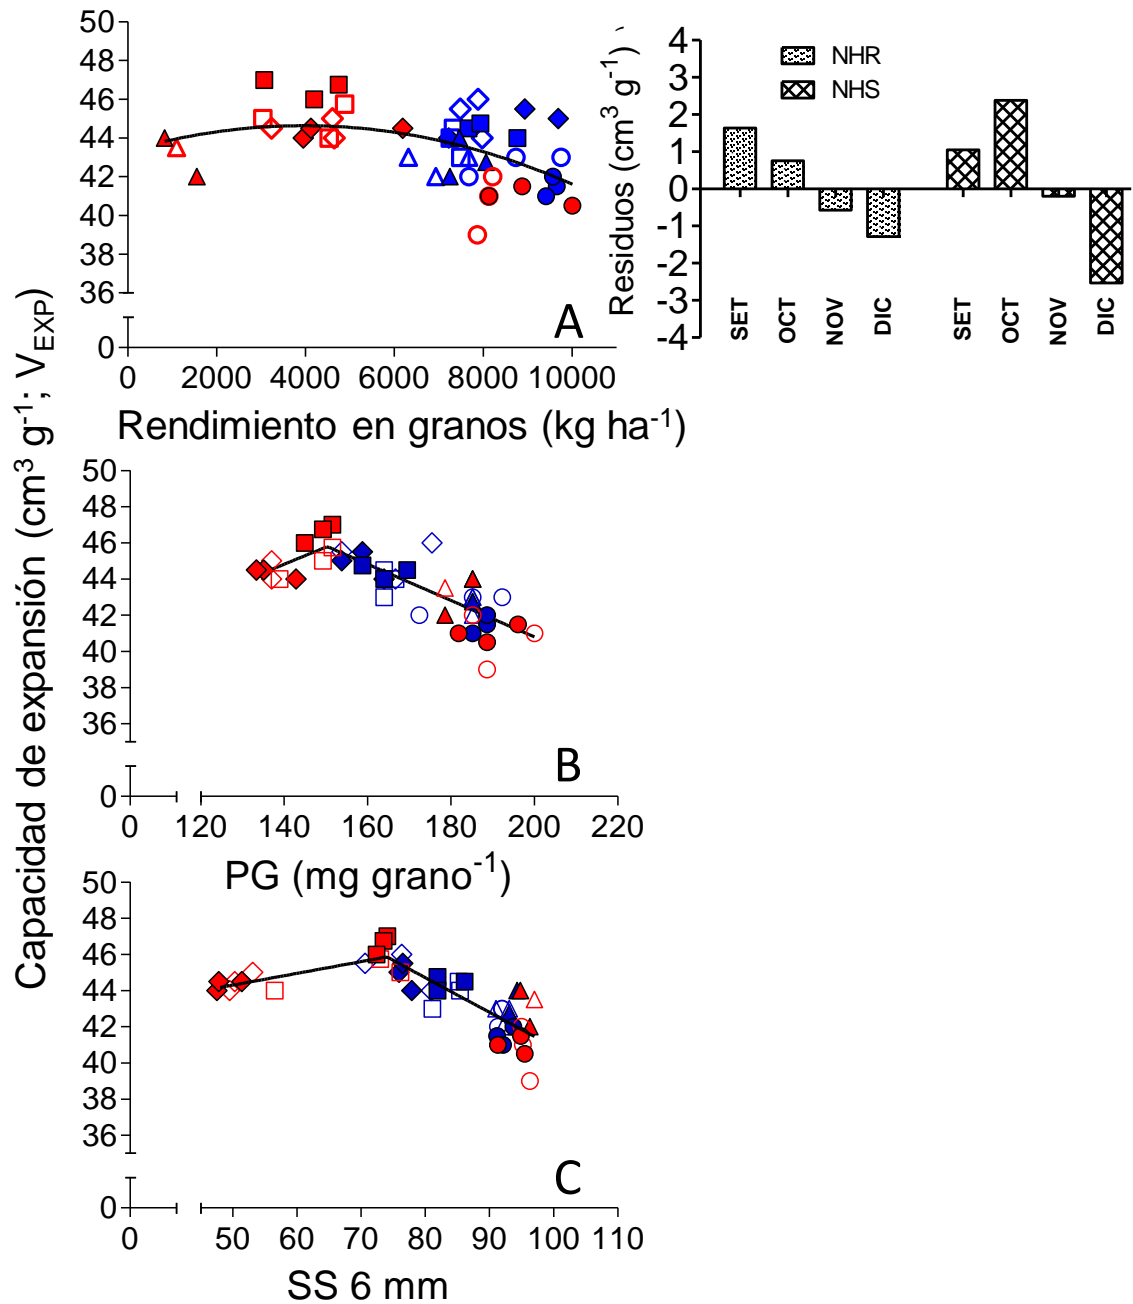 Capacidad de expansión (cm³ g⁻¹; V_EXP)
50
48
46
44
42
40
38
36
0
A
0 2000 4000 6000 8000 10000
Rendimiento en granos (kg ha⁻¹)
Residuos (cm³ g⁻¹)
4
3
2
1
0
-1
-2
-3
-4
NHR
NHS
SET OCT NOV DIC SET OCT NOV DIC
50
48
46
44
42
40
38
36
0
B
0 120 140 160 180 200 220
PG (mg grano⁻¹)
50
48
46
44
42
40
38
36
0
C
0 50 60 70 80 90 100 110
SS 6 mm